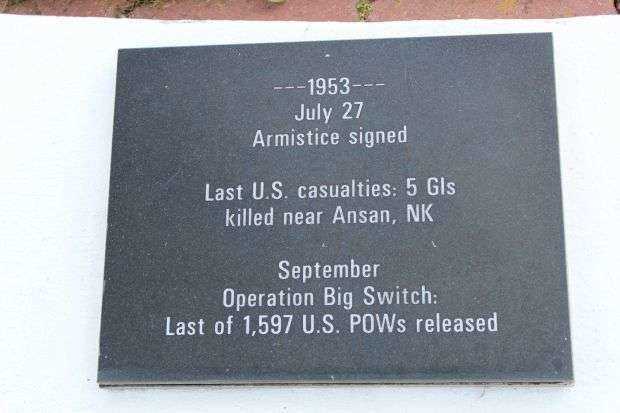 ---1953---
July 27
Armistice signed
Last U.S. casualties: 5 GIs
killed near Ansan, NK
September
Operation Big Switch:
Last of 1,597 U.S. POWs released